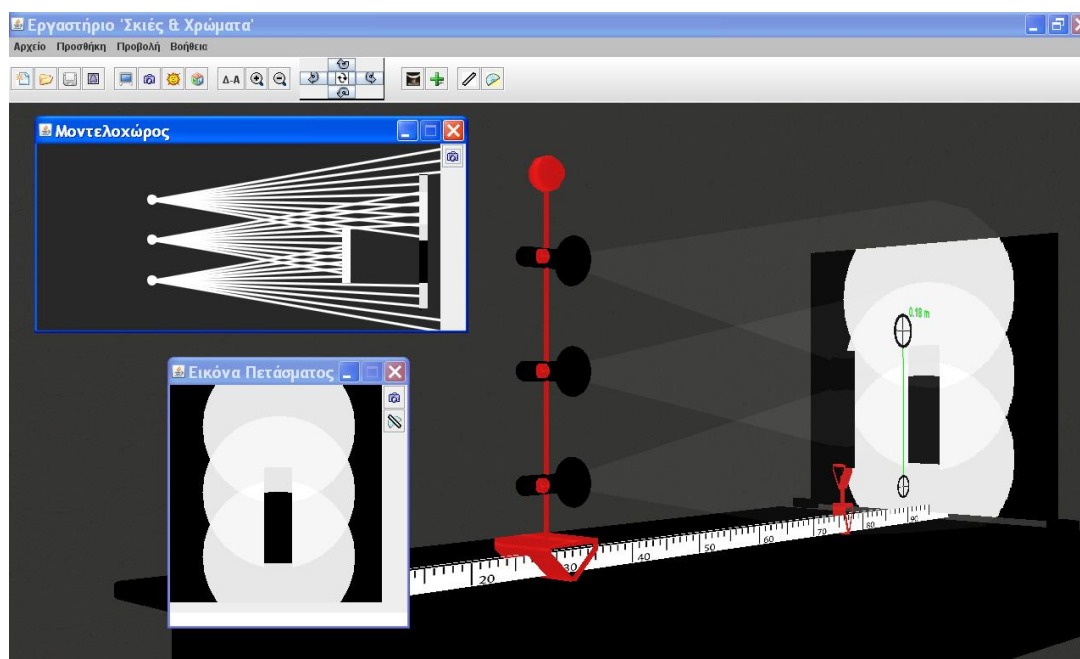 Εργαστήριο 'Σκιές & Χρώματα'
Αρχείο Προσθήκη Προβολή Βοήθεια
Δ-Α
Μοντελοχώρος
0.18 m
Εικόνα Πετάσματος
20 30 40 50 60 70 80 90